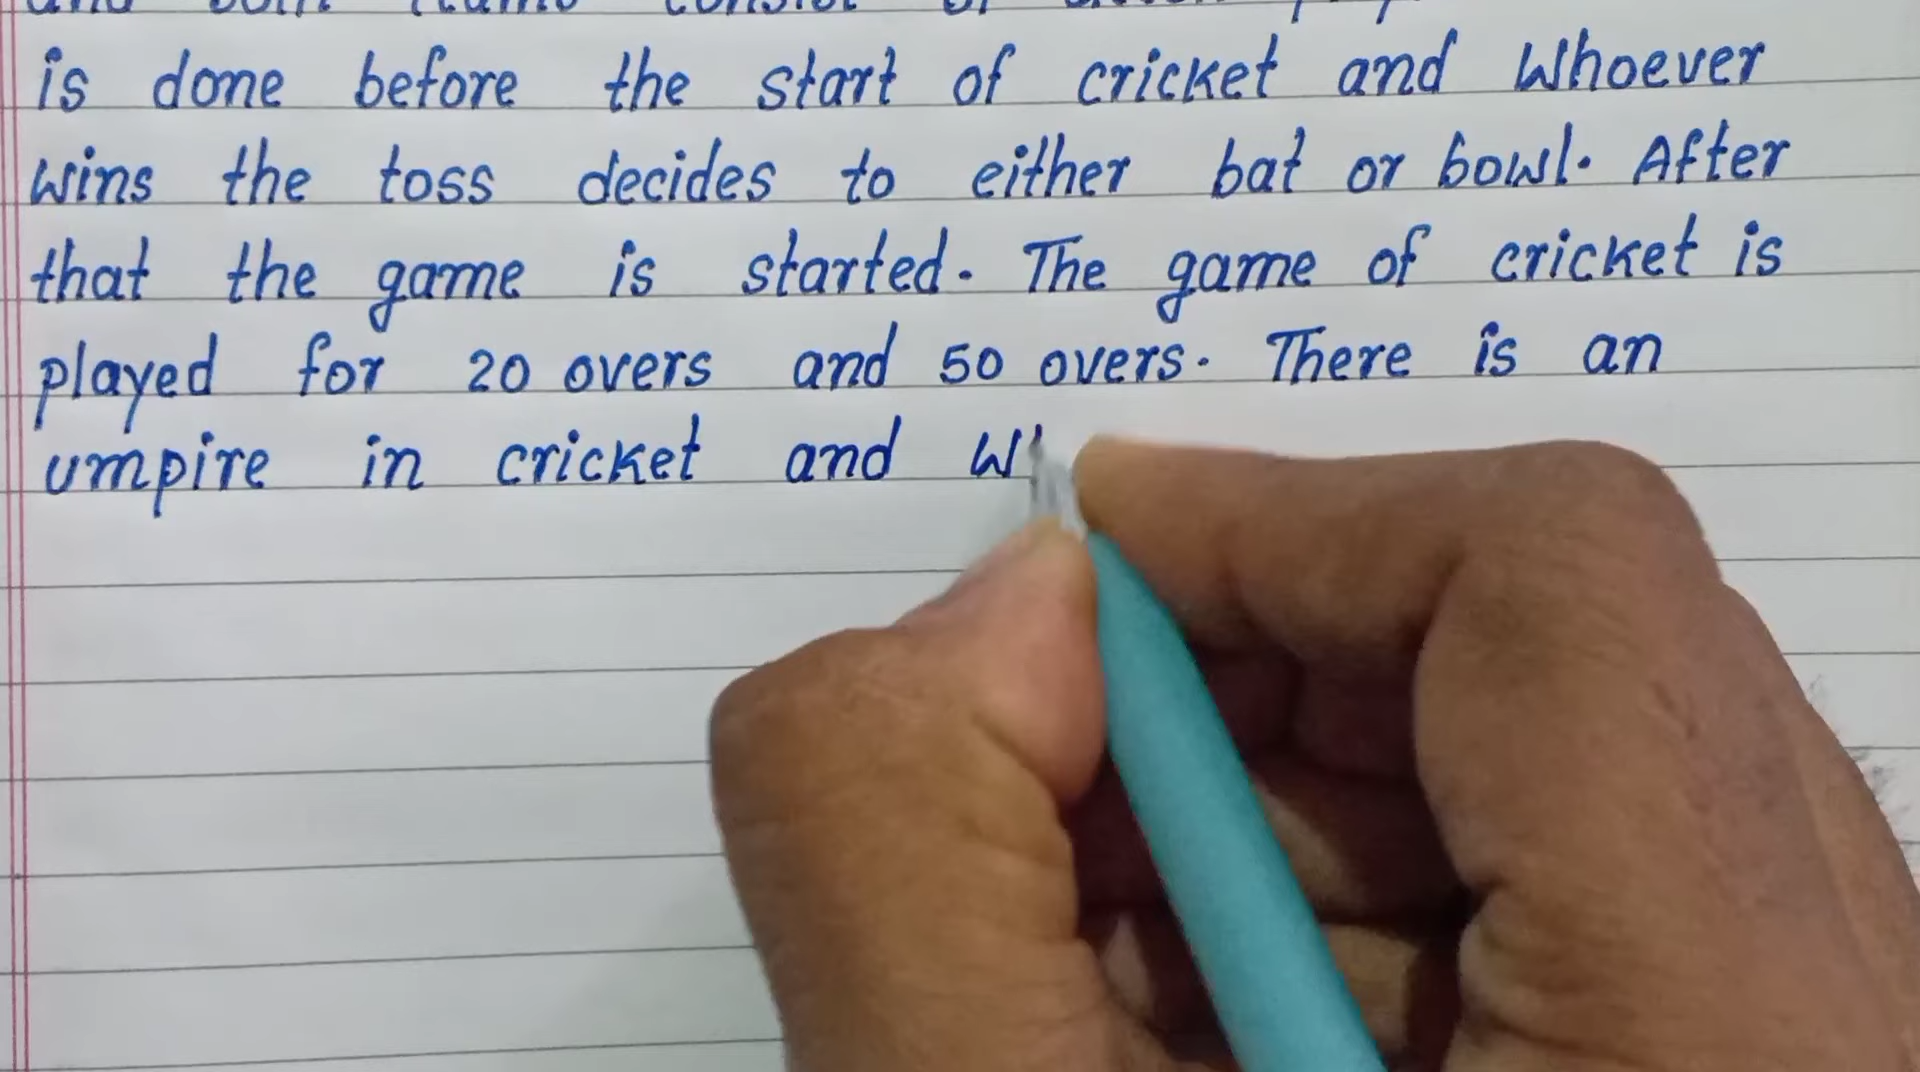 is done before the start of cricket and whoever
wins the toss decides to either bat or bowl. After
that the game is started. The game of cricket is
played for 20 overs and 50 overs. There is an
umpire in cricket and